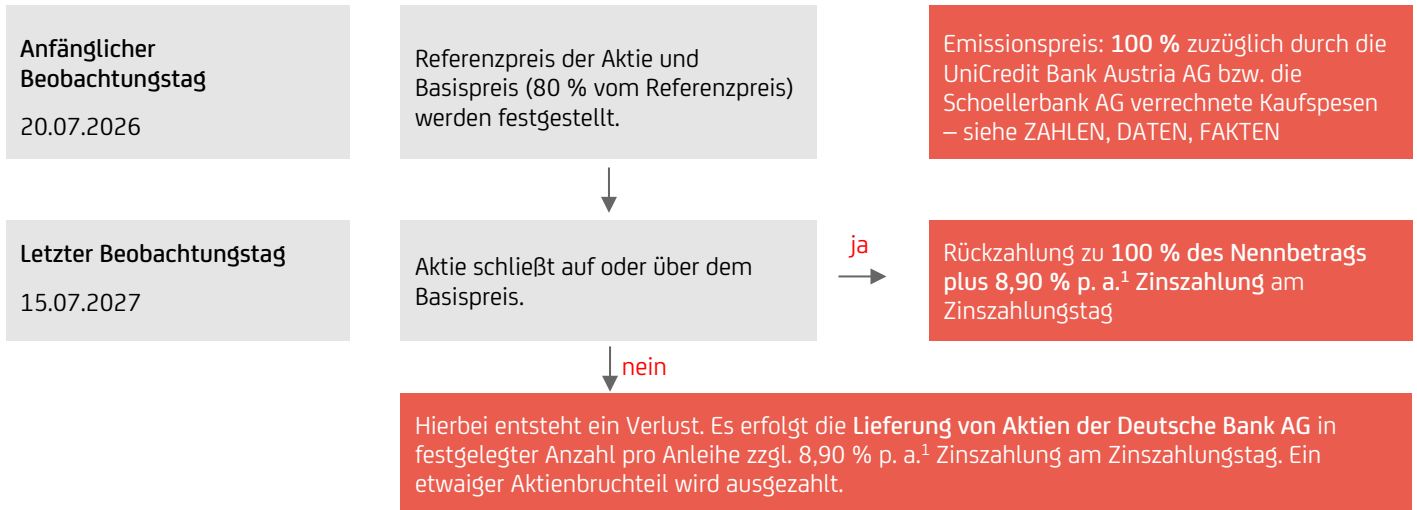 Anfänglicher
Beobachtungstag
20.07.2026
Referenzpreis der Aktie und
Basispreis (80 % vom Referenzpreis)
werden festgestellt.
Emissionspreis: 100 % zuzüglich durch die
UniCredit Bank Austria AG bzw. die
Schoellerbank AG verrechnete Kaufspesen
– siehe ZAHLEN, DATEN, FAKTEN
Letzter Beobachtungstag
15.07.2027
Aktie schließt auf oder über dem
Basispreis.
ja
Rückzahlung zu 100 % des Nennbetrags
plus 8,90 % p. a.¹ Zinszahlung am
Zinszahlungstag
nein
Hierbei entsteht ein Verlust. Es erfolgt die Lieferung von Aktien der Deutsche Bank AG in
festgelegter Anzahl pro Anleihe zzgl. 8,90 % p. a.¹ Zinszahlung am Zinszahlungstag. Ein
etwaiger Aktienbruchteil wird ausgezahlt.